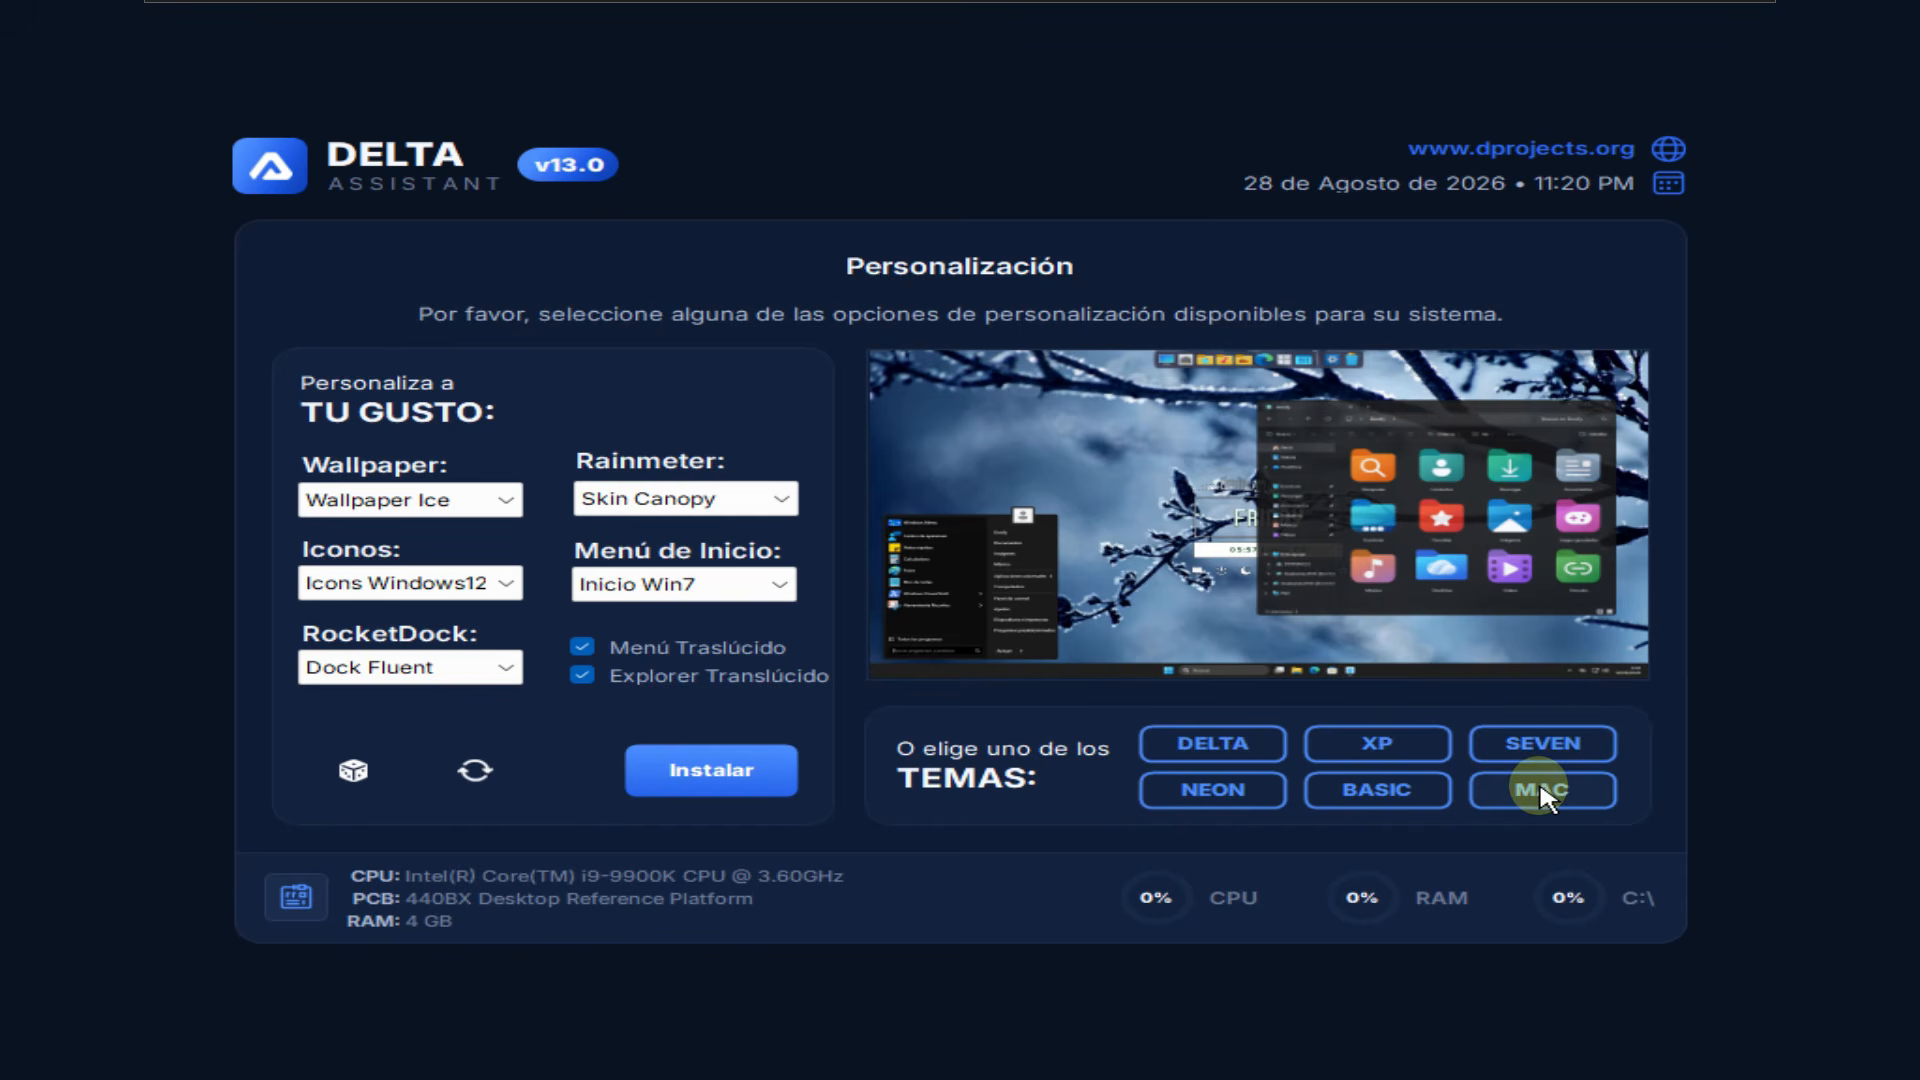 DELTA
ASSISTANT
v13.0
www.dprojects.org
28 de Agosto de 2026 • 11:20 PM
Personalización
Por favor, seleccione alguna de las opciones de personalización disponibles para su sistema.
Personaliza a
TU GUSTO:
Wallpaper:
Wallpaper Ice
Rainmeter:
Skin Canopy
Iconos:
Icons Windows12
Menú de Inicio:
Inicio Win7
RocketDock:
Dock Fluent
Menú Traslúcido
Explorer Translúcido
Instalar
O elige uno de los
TEMAS:
DELTA
XP
SEVEN
NEON
BASIC
MAC
CPU: Intel(R) Core(TM) i9-9900K CPU @ 3.60GHz
PCB: 440BX Desktop Reference Platform
RAM: 4 GB
0% CPU
0% RAM
0% C:\